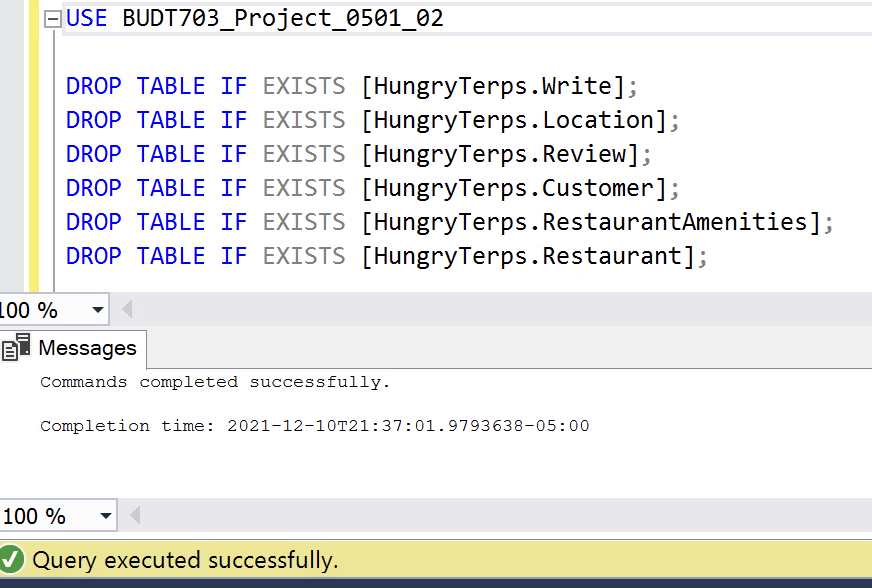 USE BUDT703_Project_0501_02
DROP TABLE IF EXISTS [HungryTerps.Write];
DROP TABLE IF EXISTS [HungryTerps.Location];
DROP TABLE IF EXISTS [HungryTerps.Review];
DROP TABLE IF EXISTS [HungryTerps.Customer];
DROP TABLE IF EXISTS [HungryTerps.RestaurantAmenities];
DROP TABLE IF EXISTS [HungryTerps.Restaurant];
100 %
Messages
Commands completed successfully.
Completion time: 2021-12-10T21:37:01.9793638-05:00
100 %
Query executed successfully.